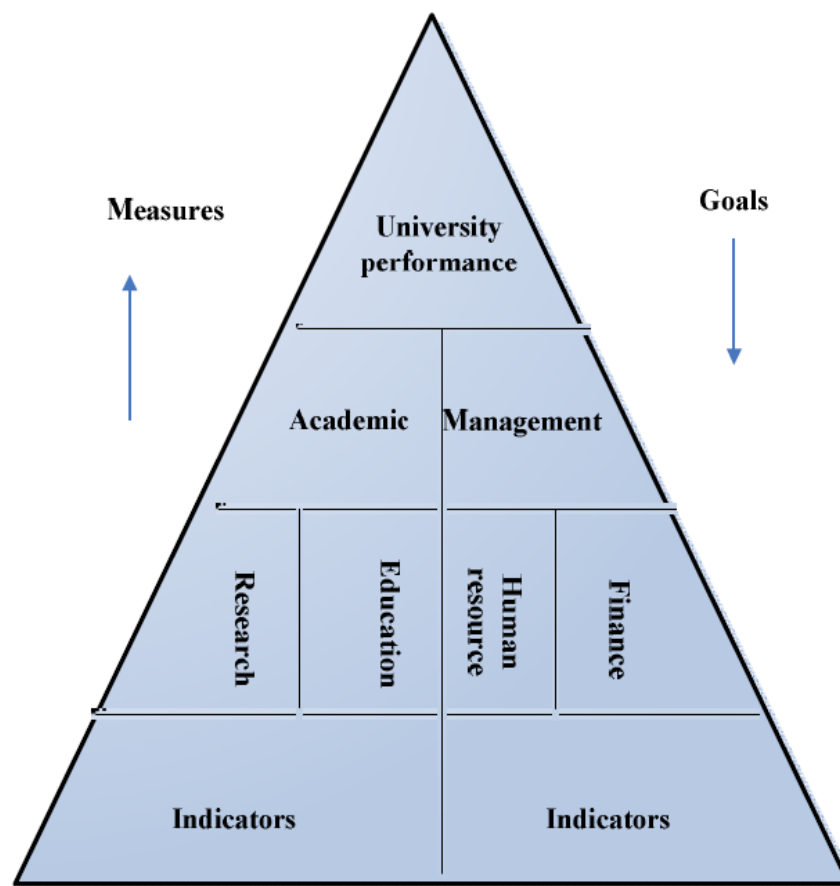 Measures
Goals
University
performance
Academic
Management
Research
Education
Human
resource
Finance
Indicators
Indicators